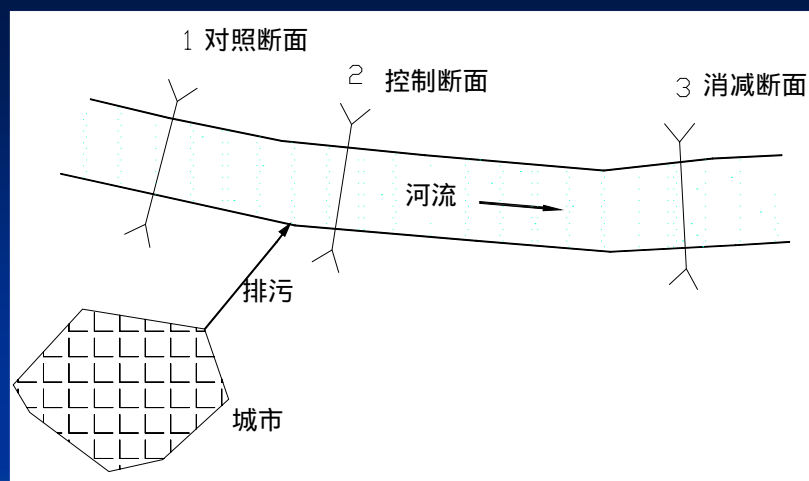 1 对照断面
2 控制断面
3 消减断面
河流
排污
城市